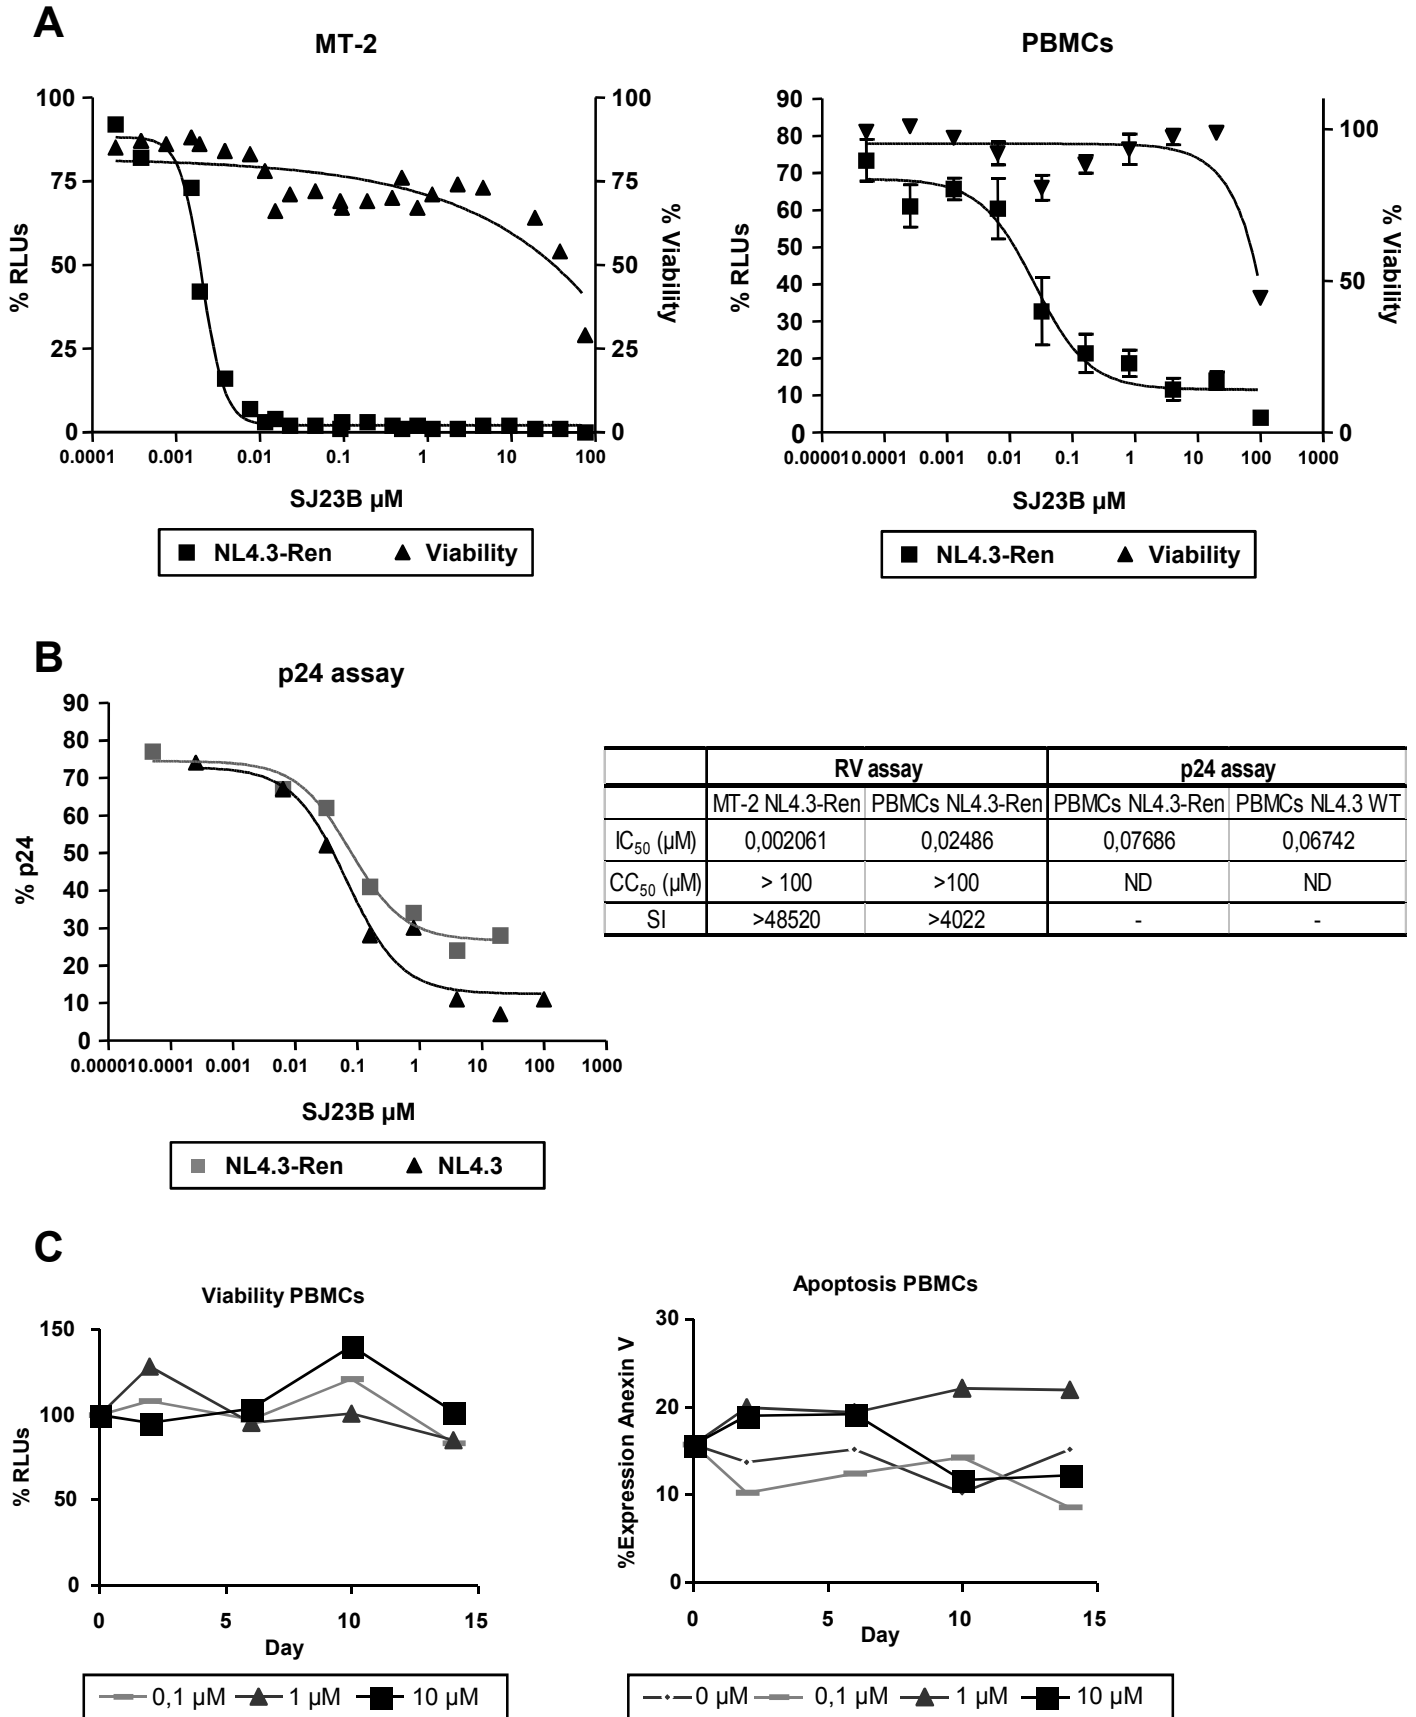 A
MT-2
PBMCs
100
75
50
25
0
% RLUs
100
75
50
25
0
% Viability
0.0001 0.001 0.01 0.1 1 10 100
SJ23B µM
NL4.3-Ren Viability
90
80
70
60
50
40
30
20
10
0
% RLUs
100
50
0
% Viability
0.00001 0.0001 0.001 0.01 0.1 1 10 100 1000
SJ23B µM
NL4.3-Ren Viability
B
p24 assay
90
80
70
60
50
40
30
20
10
0
% p24
0.00001 0.0001 0.001 0.01 0.1 1 10 100 1000
SJ23B µM
NL4.3-Ren NL4.3
RV assay p24 assay
MT-2 NL4.3-Ren PBMCs NL4.3-Ren PBMCs NL4.3-Ren PBMCs NL4.3 WT
IC50 (µM) 0,002061 0,02486 0,07686 0,06742
CC50 (µM) > 100 >100 ND ND
SI >48520 >4022 - -
C
Viability PBMCs
150
100
50
0
% RLUs
0 5 10 15
Day
0,1 µM 1 µM 10 µM
Apoptosis PBMCs
30
20
10
0
%Expression Anexin V
0 5 10 15
Day
0 µM 0,1 µM 1 µM 10 µM